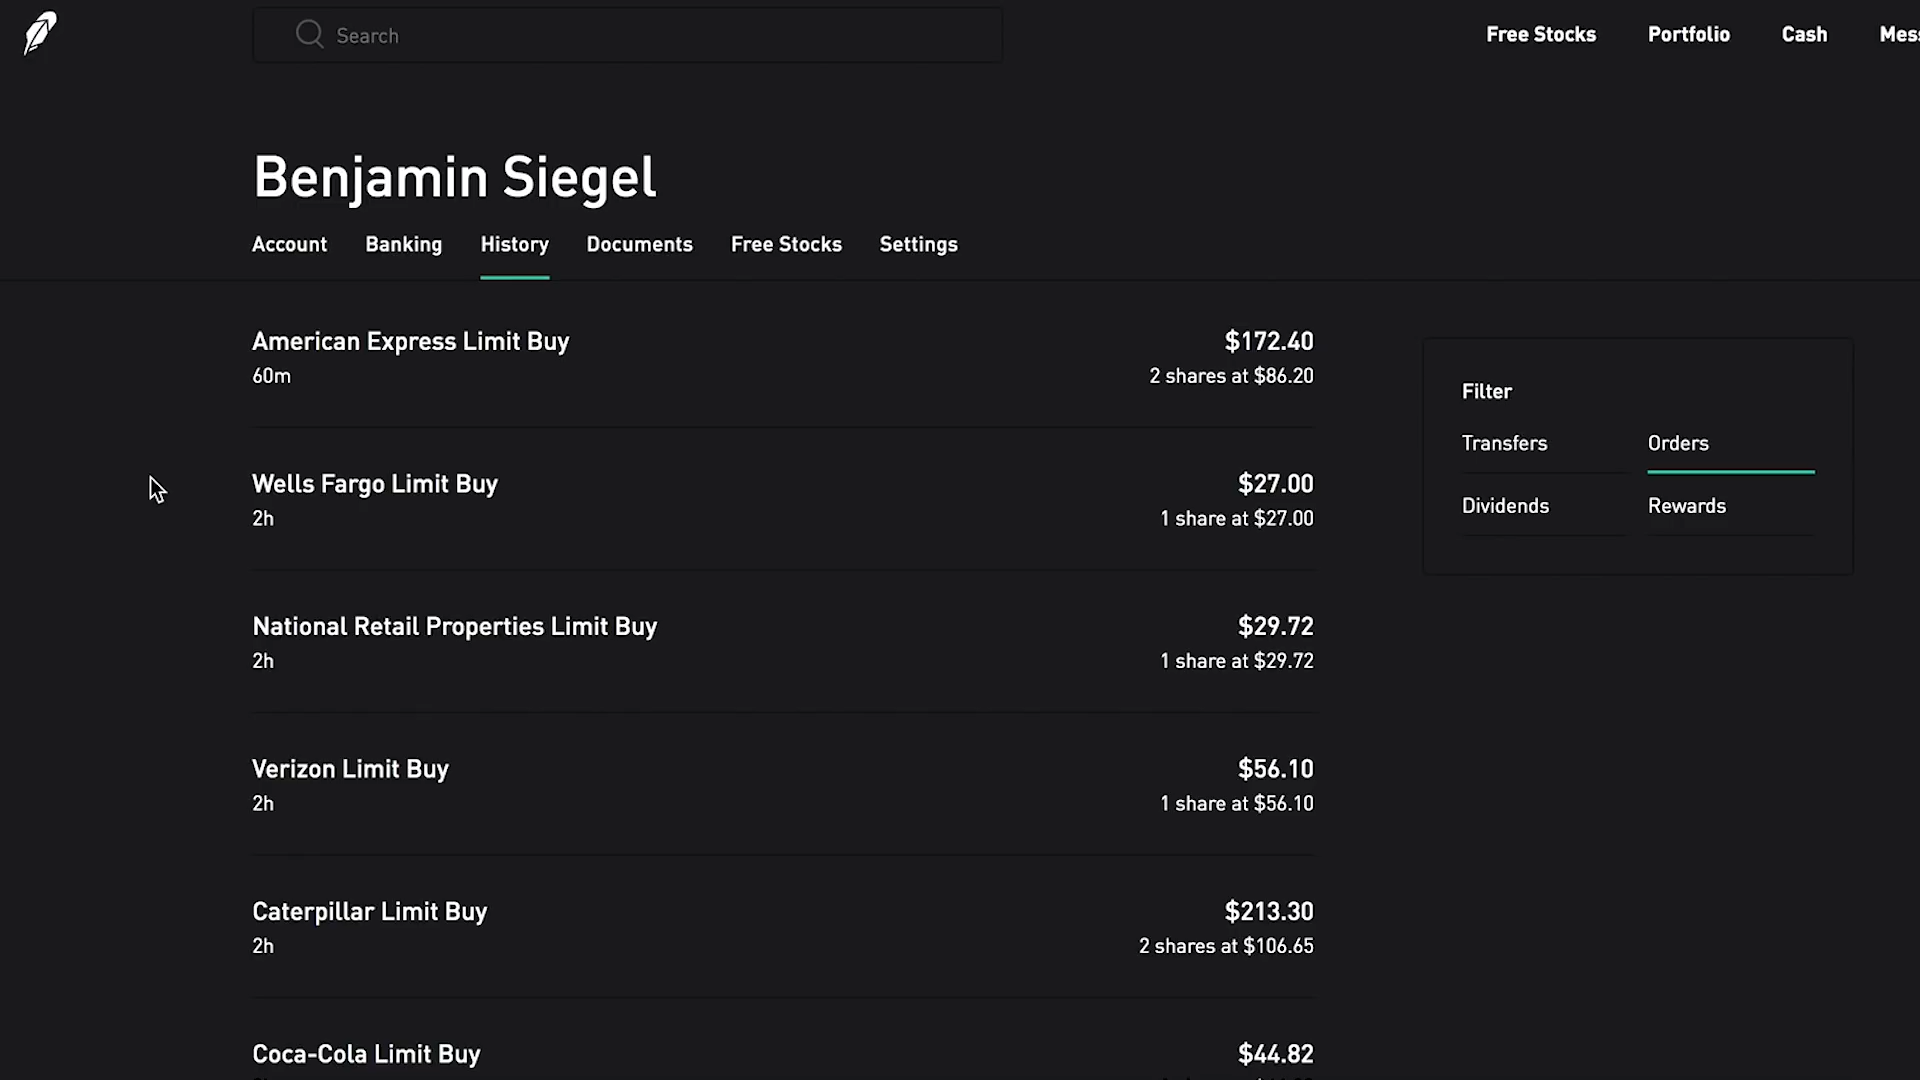 Search
Free Stocks Portfolio Cash
Benjamin Siegel
Account Banking History Documents Free Stocks Settings
American Express Limit Buy $172.40
60m 2 shares at $86.20
Filter
Transfers Orders
Dividends Rewards
Wells Fargo Limit Buy $27.00
2h 1 share at $27.00
National Retail Properties Limit Buy $29.72
2h 1 share at $29.72
Verizon Limit Buy $56.10
2h 1 share at $56.10
Caterpillar Limit Buy $213.30
2h 2 shares at $106.65
Coca-Cola Limit Buy $44.82